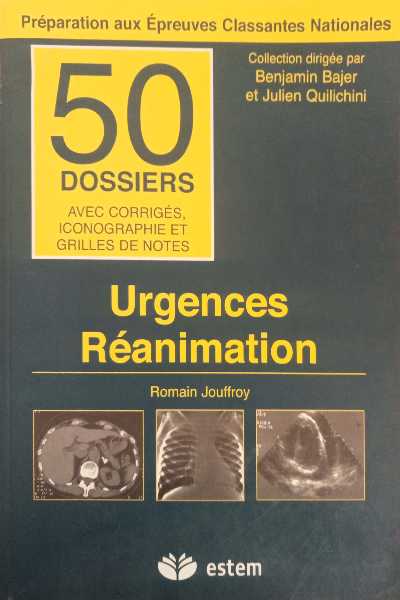 Préparation aux Épreuves Classantes Nationales
Collection dirigée par
Benjamin Bajer
et Julien Quilichini
50
DOSSIERS
AVEC CORRIGÉS,
ICONOGRAPHIE ET
GRILLES DE NOTES
Urgences
Réanimation
Romain Jouffroy
estem